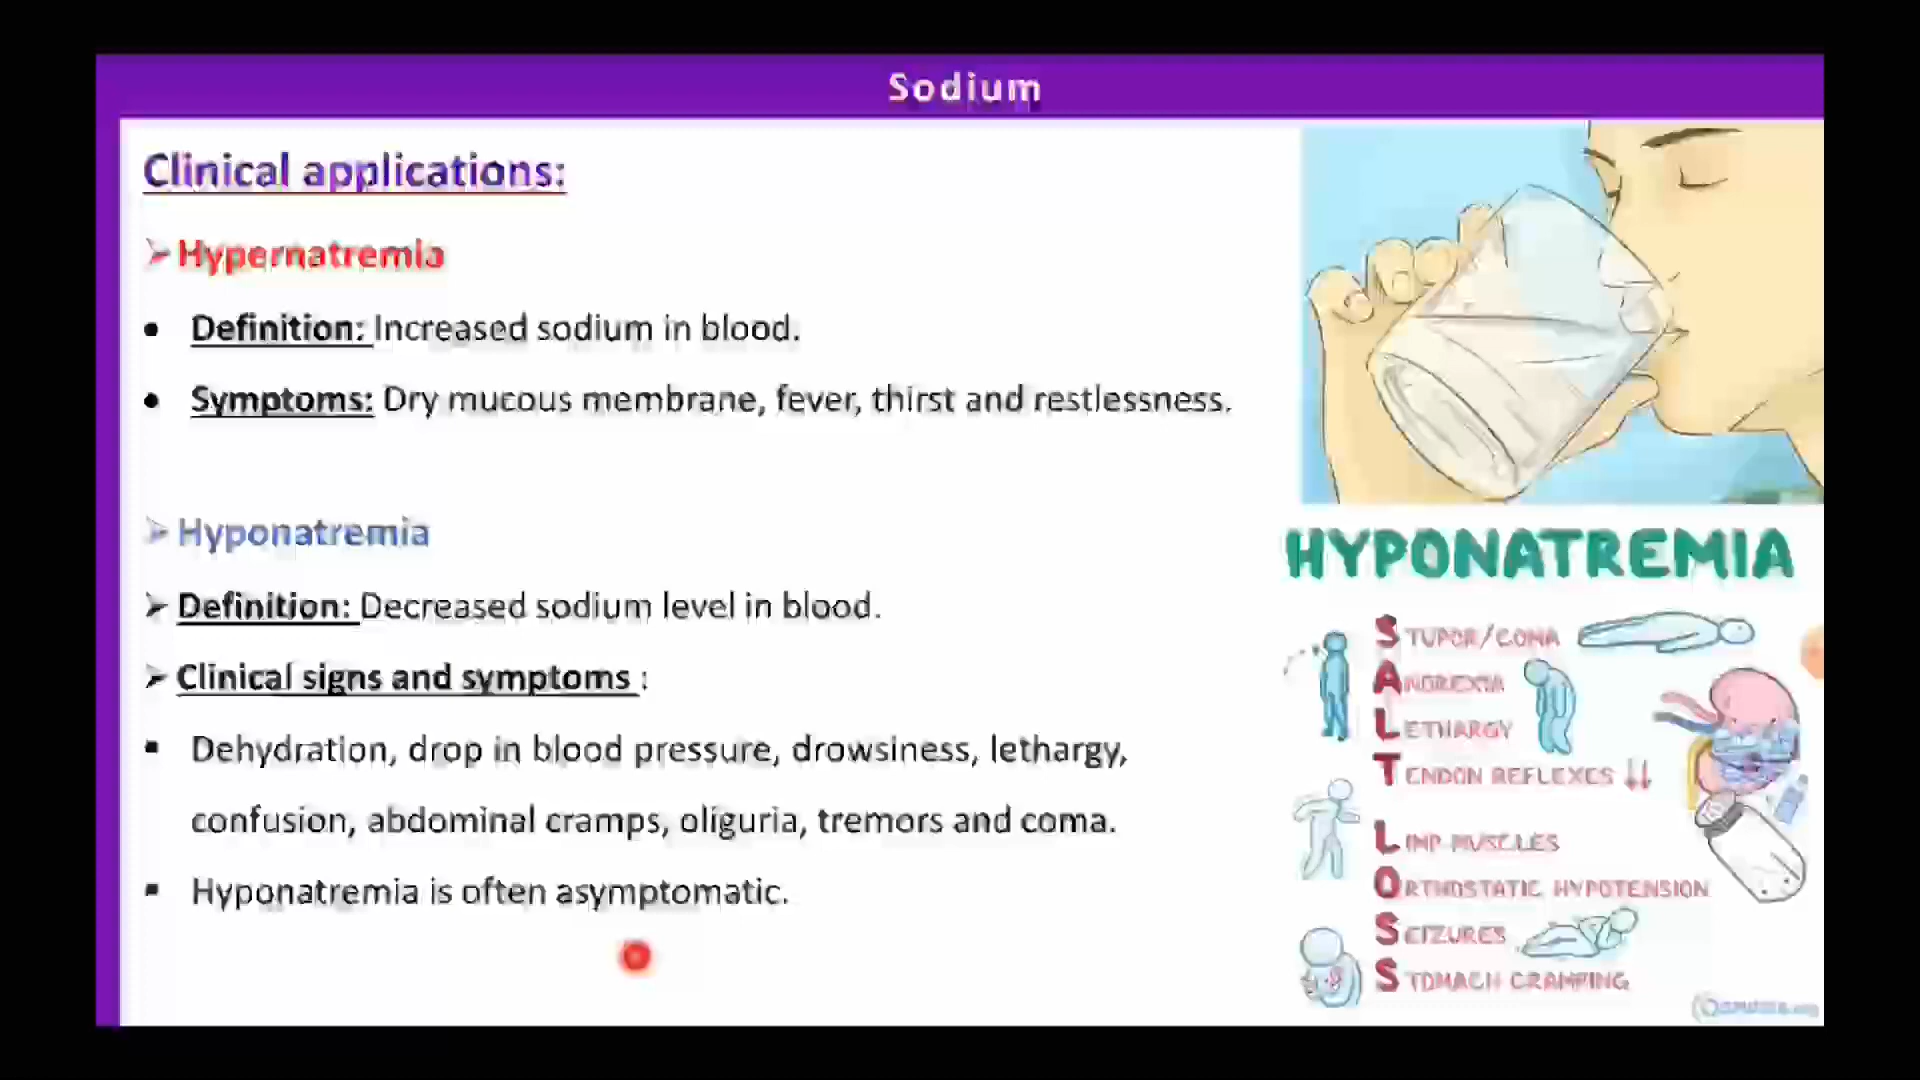 Sodium
Clinical applications:
➢ Hypernatremia
• Definition: Increased sodium in blood.
• Symptoms: Dry mucous membrane, fever, thirst and restlessness.
➢ Hyponatremia
➢ Definition: Decreased sodium level in blood.
➢ Clinical signs and symptoms :
▪ Dehydration, drop in blood pressure, drowsiness, lethargy,
confusion, abdominal cramps, oliguria, tremors and coma.
▪ Hyponatremia is often asymptomatic.
HYPONATREMIA
STUPOR/COMA
ANOREXIA
LETHARGY
TENDON REFLEXES ↓↓
LIMP MUSCLES
ORTHOSTATIC HYPOTENSION
SEIZURES
STOMACH CRAMPING